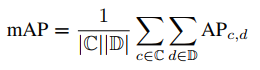 mAP = 1/(|ℂ||𝔻|) ∑_{c∈ℂ} ∑_{d∈𝔻} AP_{c,d}